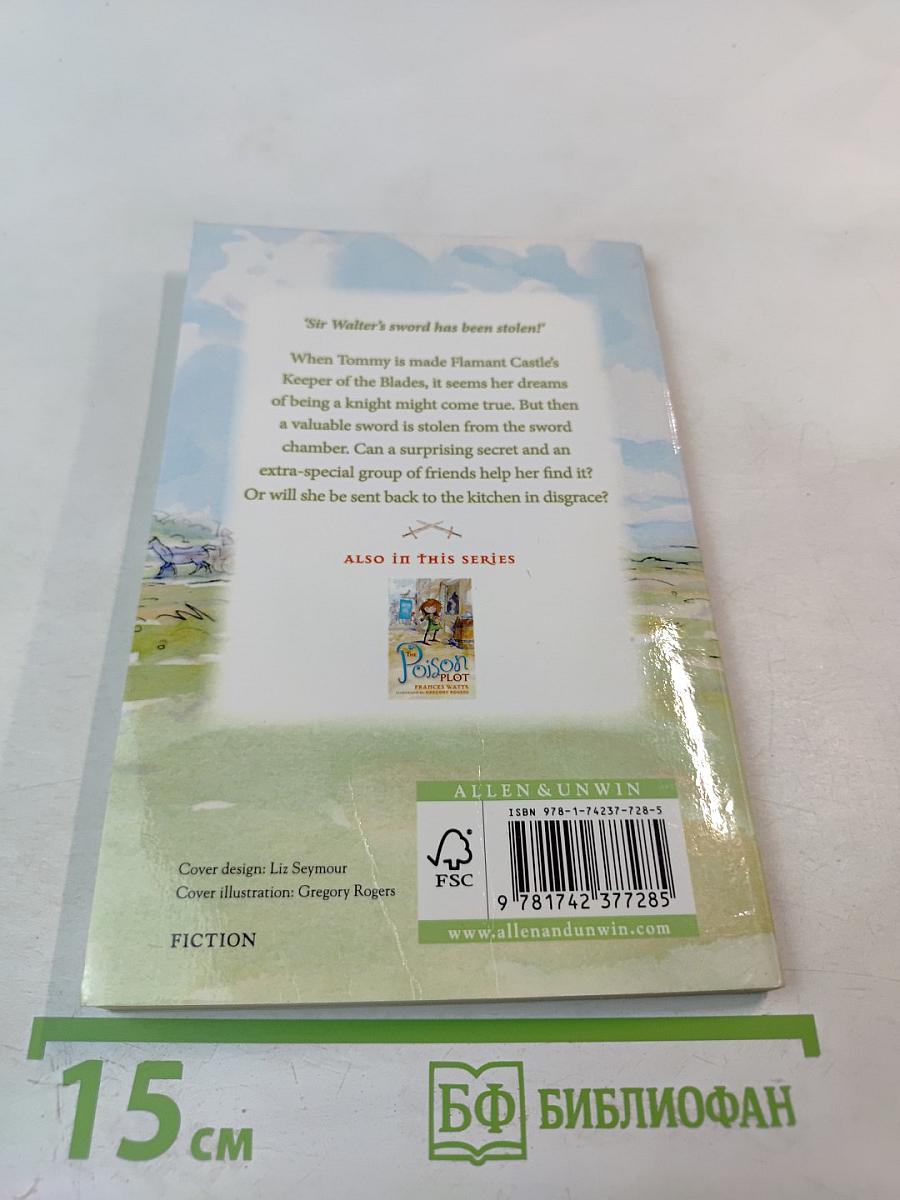 'Sir Walter's sword has been stolen!'
When Tommy is made Flamant Castle's
Keeper of the Blades, it seems her dreams
of being a knight might come true. But then
a valuable sword is stolen from the sword
chamber. Can a surprising secret and an
extra-special group of friends help her find it?
Or will she be sent back to the kitchen in disgrace?
ALSO IN THIS SERIES
THE
POISON
PLOT
FRANCES WATTS
ILLUSTRATED BY GREGORY ROGERS
ALLEN & UNWIN
ISBN 978-1-74237-728-5
FSC
9 781742 377285
www.allenandunwin.com
Cover design: Liz Seymour
Cover illustration: Gregory Rogers
FICTION
15 см
БФ БИБЛИОФАН